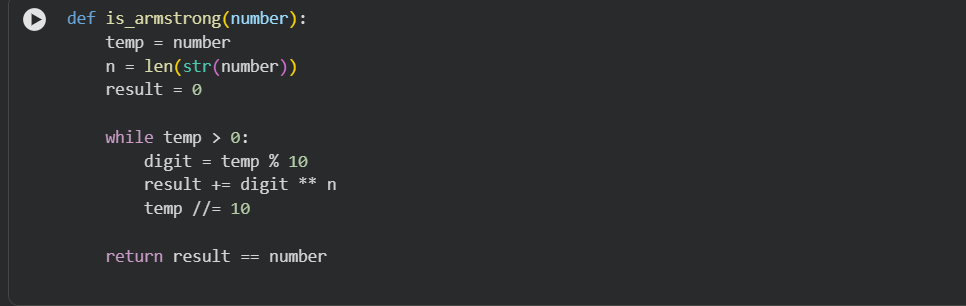 def is_armstrong(number):
    temp = number
    n = len(str(number))
    result = 0

    while temp > 0:
        digit = temp % 10
        result += digit ** n
        temp //= 10

    return result == number